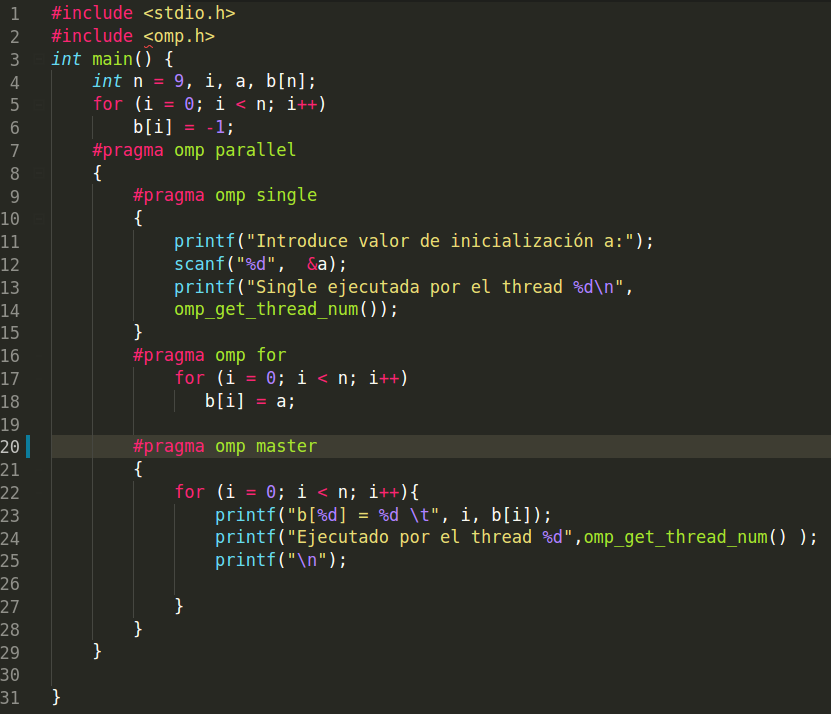 1 #include <stdio.h>
2 #include <omp.h>
3 int main() {
4     int n = 9, i, a, b[n];
5     for (i = 0; i < n; i++)
6         b[i] = -1;
7     #pragma omp parallel
8     {
9         #pragma omp single
10         {
11             printf("Introduce valor de inicialización a:");
12             scanf("%d",  &a);
13             printf("Single ejecutada por el thread %d\n",
14             omp_get_thread_num());
15         }
16         #pragma omp for
17             for (i = 0; i < n; i++)
18                b[i] = a;
19
20         #pragma omp master
21         {
22             for (i = 0; i < n; i++){
23                 printf("b[%d] = %d \t", i, b[i]);
24                 printf("Ejecutado por el thread %d",omp_get_thread_num() );
25                 printf("\n");
26
27             }
28         }
29     }
30
31 }